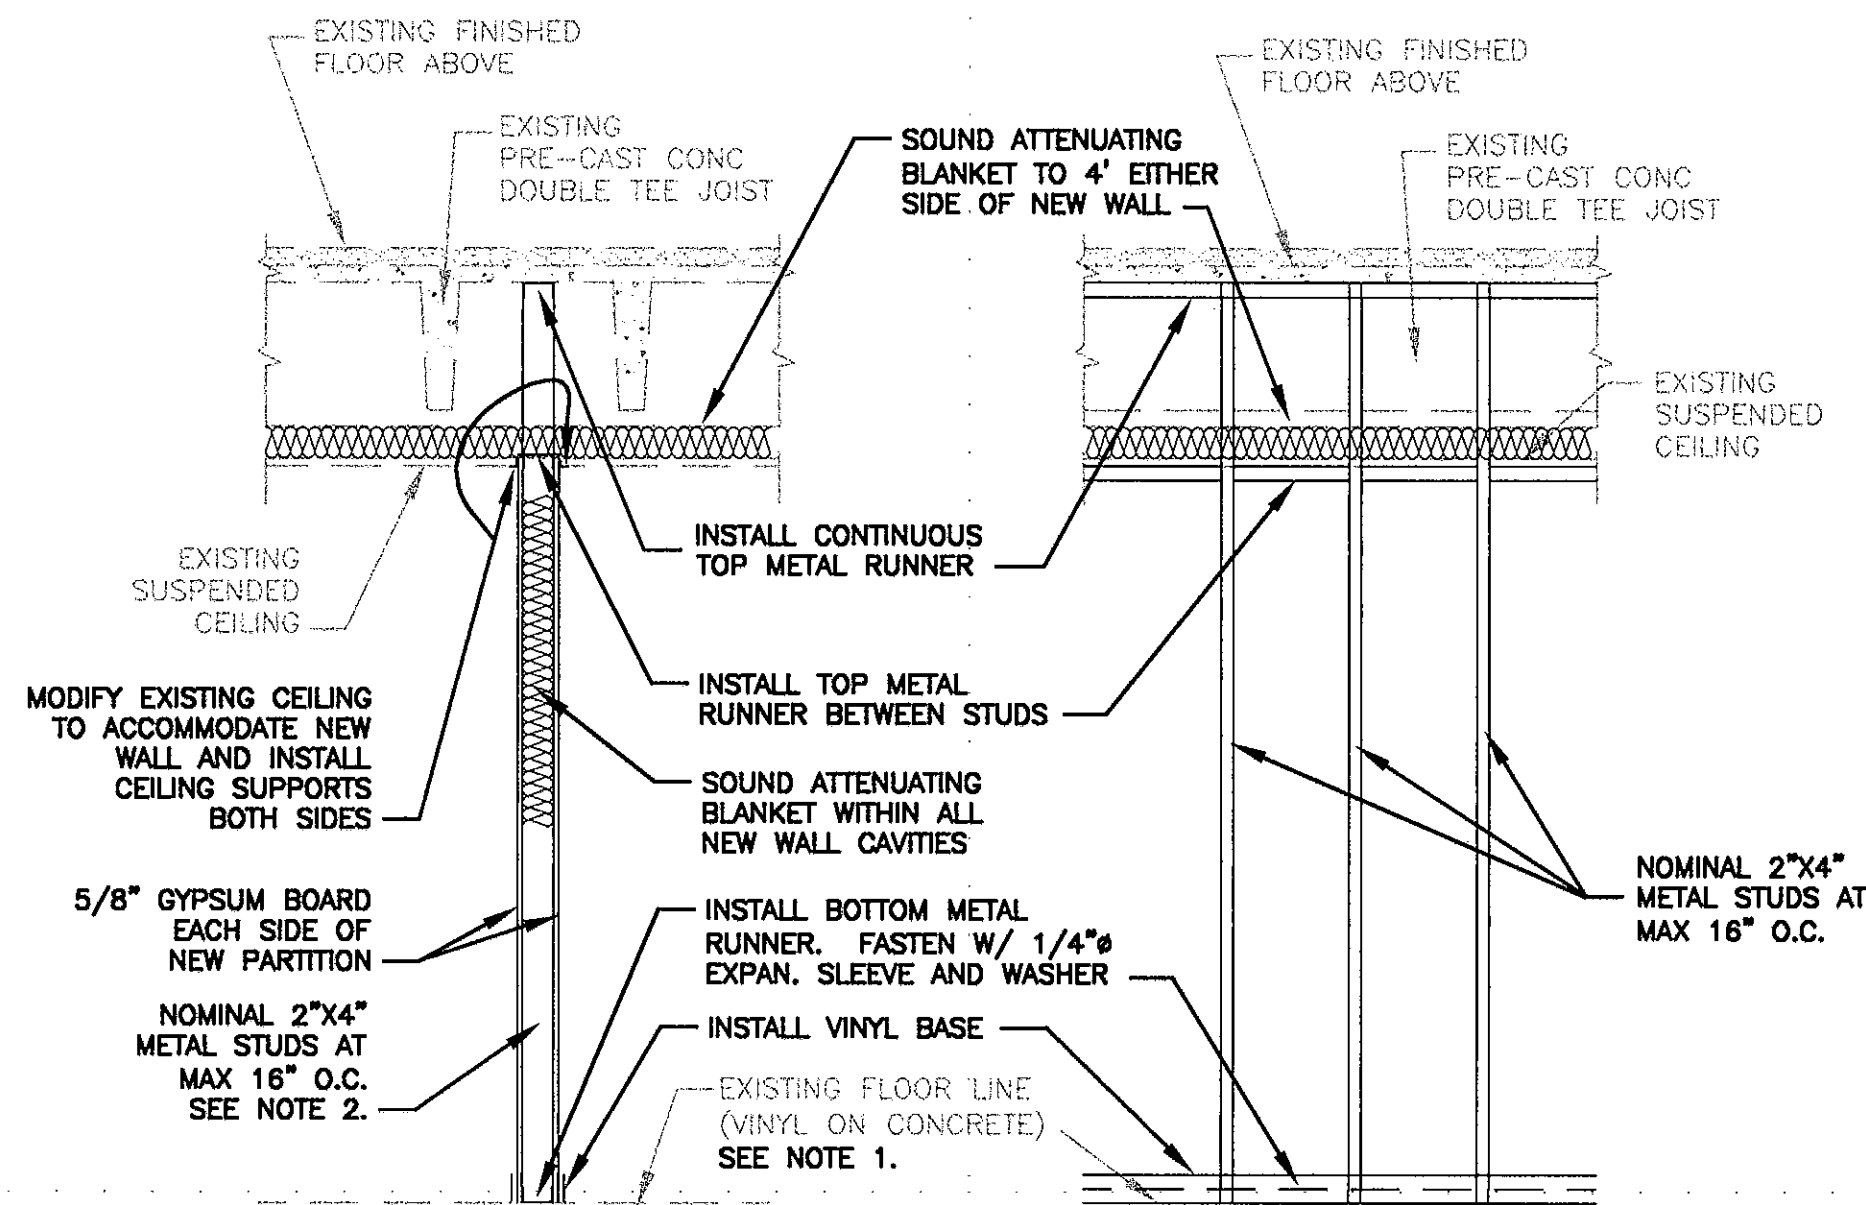 EXISTING FINISHED
FLOOR ABOVE
EXISTING
PRE-CAST CONC
DOUBLE TEE JOIST
SOUND ATTENUATING
BLANKET TO 4' EITHER
SIDE OF NEW WALL
EXISTING FINISHED
FLOOR ABOVE
EXISTING
PRE-CAST CONC
DOUBLE TEE JOIST
EXISTING
SUSPENDED
CEILING
EXISTING
SUSPENDED
CEILING
INSTALL CONTINUOUS
TOP METAL RUNNER
MODIFY EXISTING CEILING
TO ACCOMMODATE NEW
WALL AND INSTALL
CEILING SUPPORTS
BOTH SIDES
INSTALL TOP METAL
RUNNER BETWEEN STUDS
SOUND ATTENUATING
BLANKET WITHIN ALL
NEW WALL CAVITIES
5/8" GYPSUM BOARD
EACH SIDE OF
NEW PARTITION
INSTALL BOTTOM METAL
RUNNER. FASTEN W/ 1/4"ø
EXPAN. SLEEVE AND WASHER
NOMINAL 2"X4"
METAL STUDS AT
MAX 16" O.C.
NOMINAL 2"X4"
METAL STUDS AT
MAX 16" O.C.
SEE NOTE 2.
INSTALL VINYL BASE
EXISTING FLOOR LINE
(VINYL ON CONCRETE)
SEE NOTE 1.